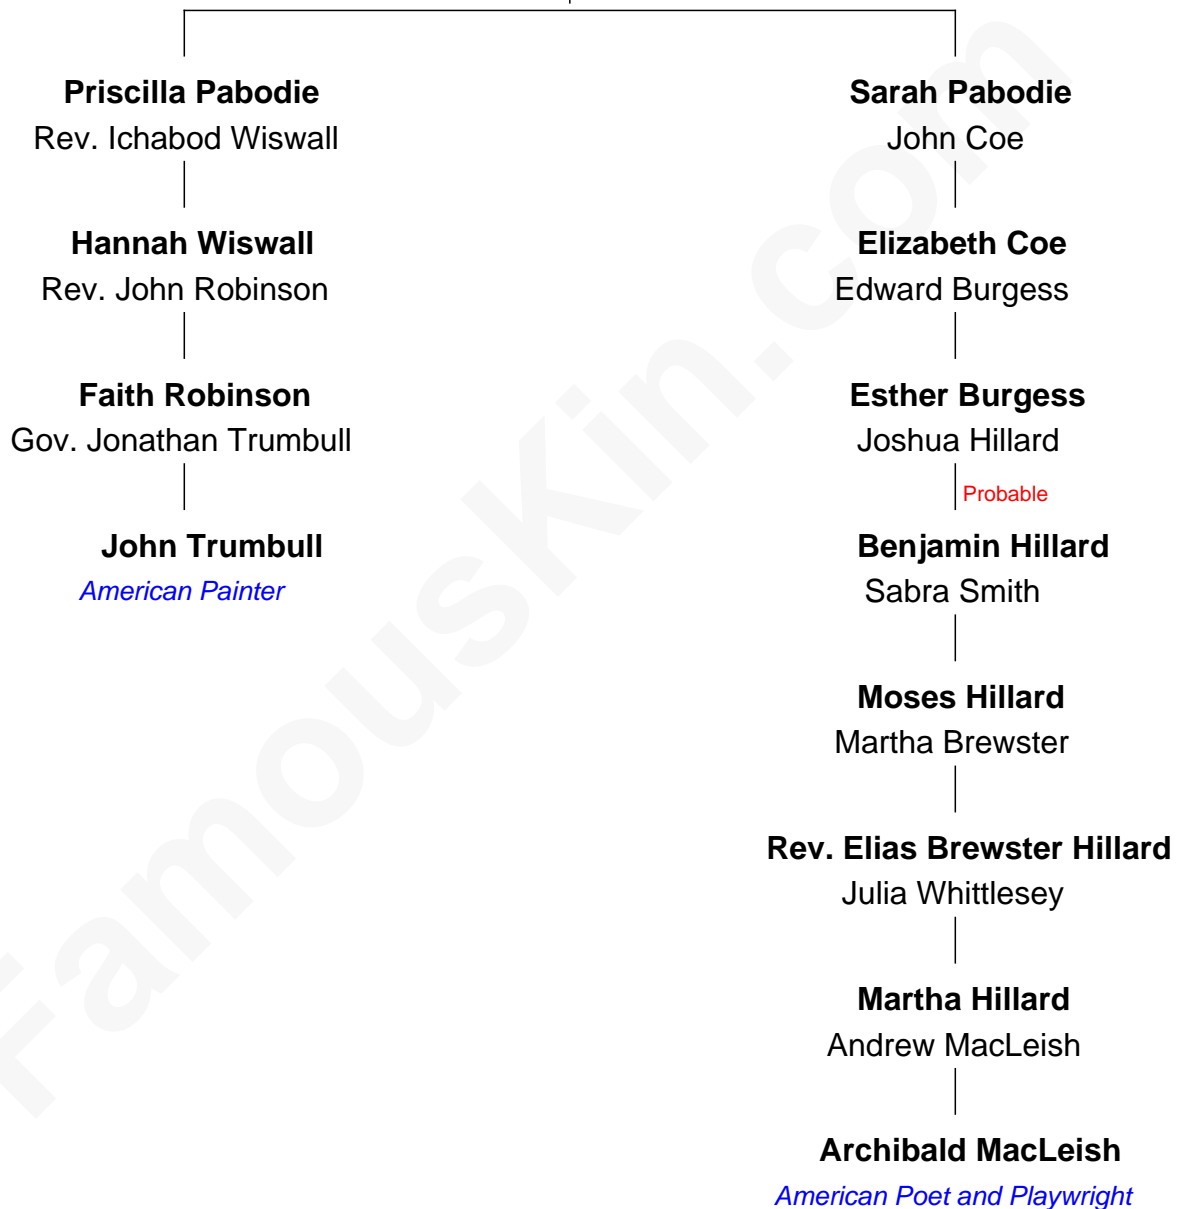 Priscilla Pabodie
Rev. Ichabod Wiswall
Hannah Wiswall
Rev. John Robinson
Faith Robinson
Gov. Jonathan Trumbull
John Trumbull
American Painter
Sarah Pabodie
John Coe
Elizabeth Coe
Edward Burgess
Esther Burgess
Joshua Hillard
Probable
Benjamin Hillard
Sabra Smith
Moses Hillard
Martha Brewster
Rev. Elias Brewster Hillard
Julia Whittlesey
Martha Hillard
Andrew MacLeish
Archibald MacLeish
American Poet and Playwright
FamousKin.com